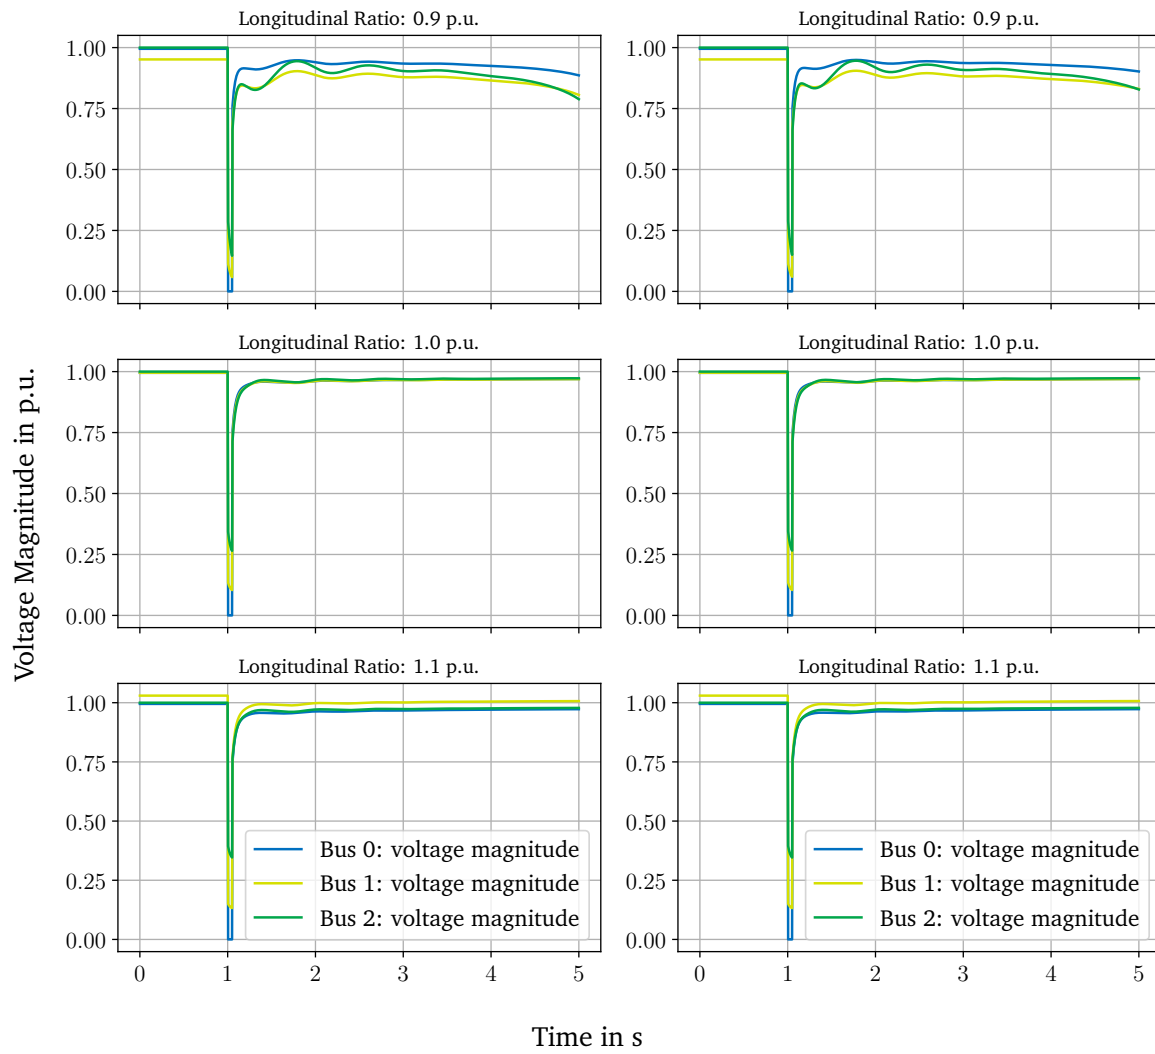 Longitudinal Ratio: 0.9 p.u.
1.00
0.75
0.50
0.25
0.00
Longitudinal Ratio: 0.9 p.u.
1.00
0.75
0.50
0.25
0.00
Voltage Magnitude in p.u.
Longitudinal Ratio: 1.0 p.u.
1.00
0.75
0.50
0.25
0.00
Longitudinal Ratio: 1.0 p.u.
1.00
0.75
0.50
0.25
0.00
Longitudinal Ratio: 1.1 p.u.
1.00
0.75
0.50
0.25
0.00
Bus 0: voltage magnitude
Bus 1: voltage magnitude
Bus 2: voltage magnitude
0 1 2 3 4 5
Longitudinal Ratio: 1.1 p.u.
1.00
0.75
0.50
0.25
0.00
Bus 0: voltage magnitude
Bus 1: voltage magnitude
Bus 2: voltage magnitude
0 1 2 3 4 5
Time in s